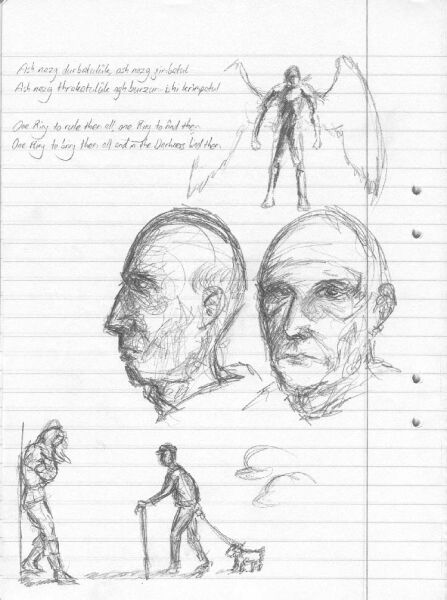 Ash nazg durbatulûk, ash nazg gimbatul
Ash nazg thrakatulûk agh burzum-ishi krimpatul
One Ring to rule them all, one Ring to find them
One Ring to bring them all and in the Darkness bind them